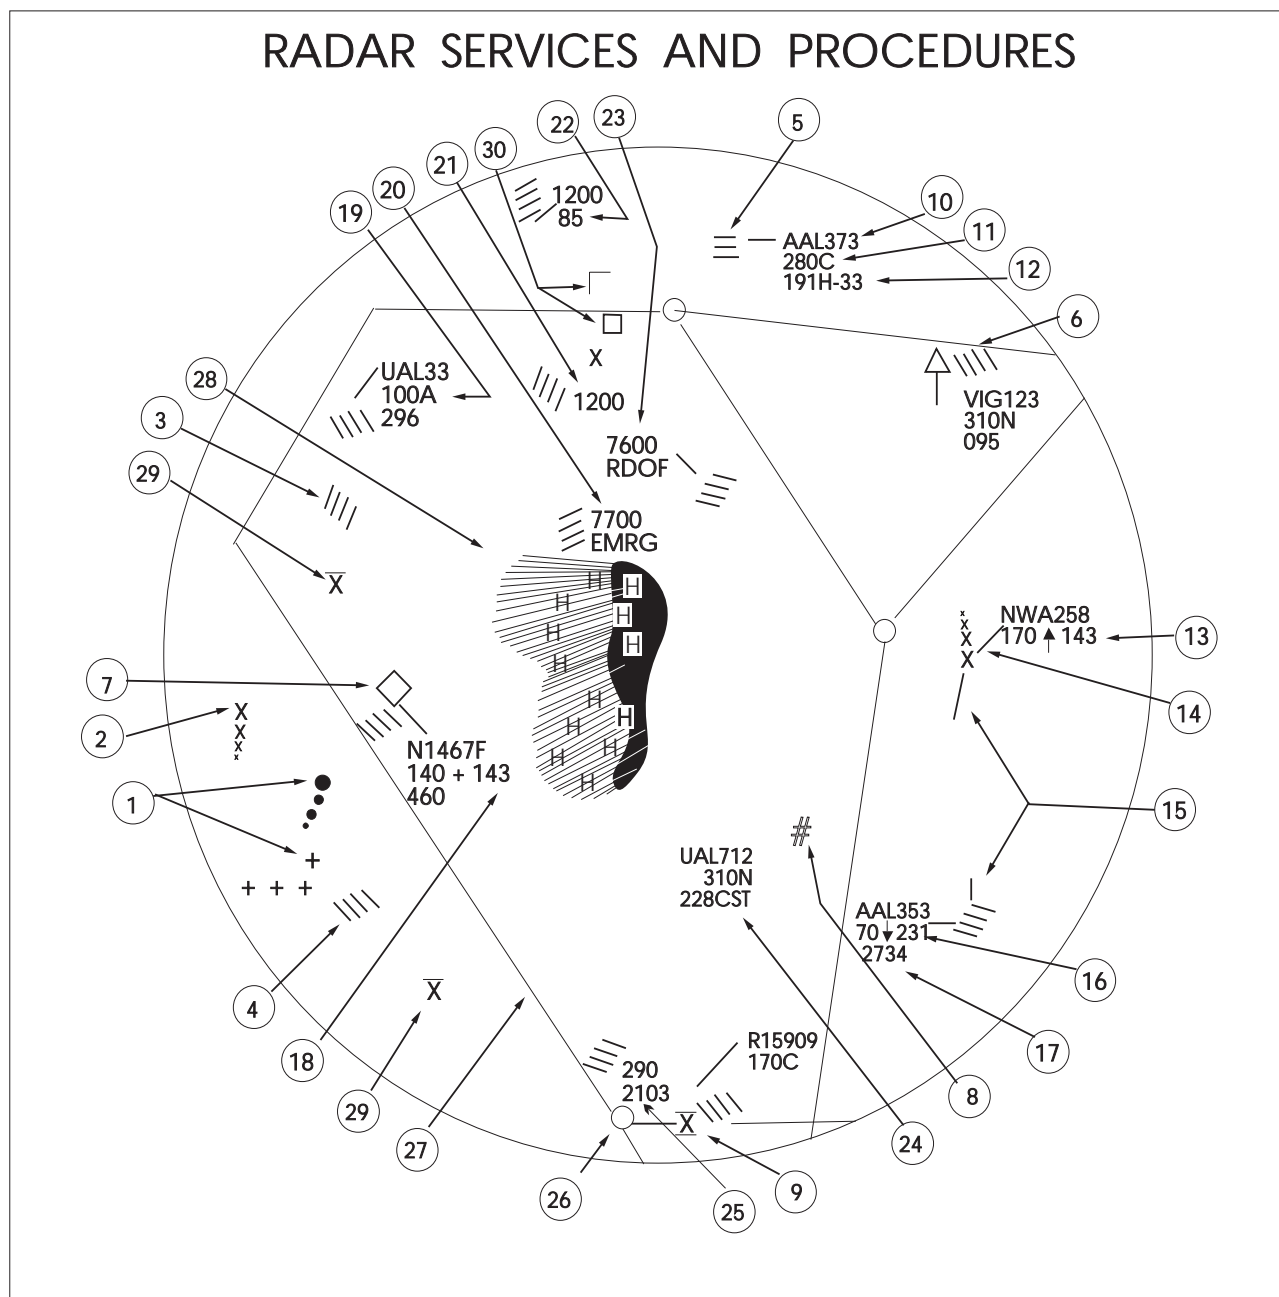 RADAR SERVICES AND PROCEDURES
23
22
5
30
21
20
19
1200
85
10
AAL373
280C
191H-33
11
12
6
28
UAL33
100A
296
X
1200
VIG123
310N
095
3
7600
RDOF
29
7700
EMRG
X
H H
H H
H H
H
NWA258
170 143
13
X
X
X
X
7
2
X
X
X
X
14
H
H H
H H
H
N1467F
140 + 143
460
1
+
+ + +
15
#
UAL712
310N
228CST
AAL353
70 231
2734
4
X
16
18
29
27
R15909
170C
290
2103
17
8
X
24
26
25
9